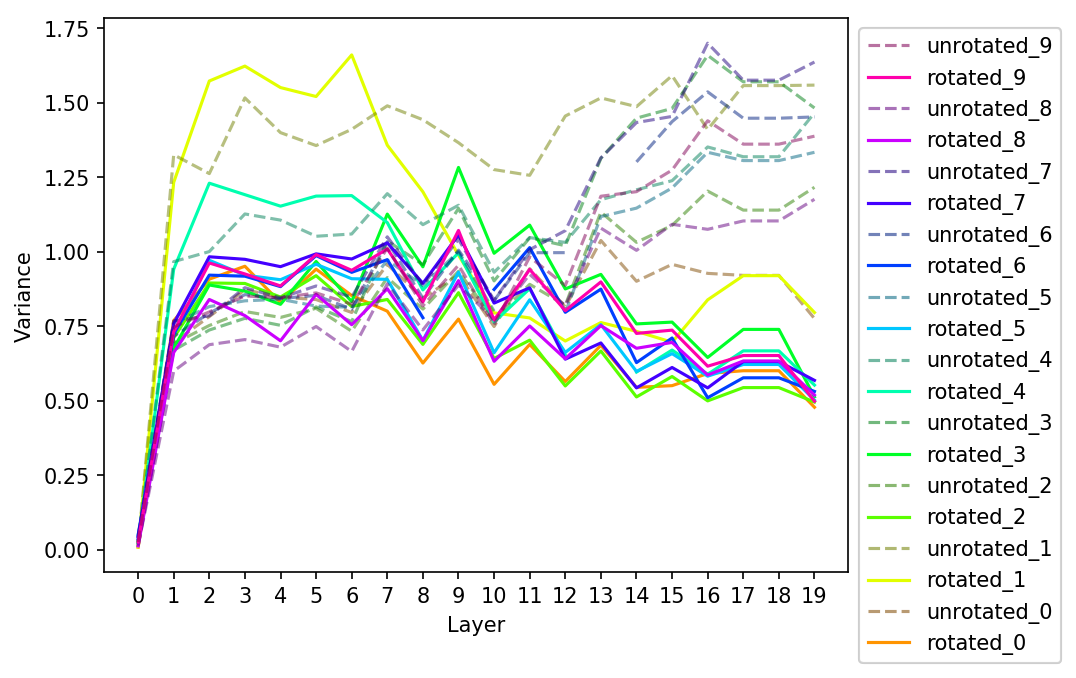 1.75
1.50
1.25
1.00
0.75
0.50
0.25
0.00
Variance
0 1 2 3 4 5 6 7 8 9 10 11 12 13 14 15 16 17 18 19
Layer
unrotated_9
rotated_9
unrotated_8
rotated_8
unrotated_7
rotated_7
unrotated_6
rotated_6
unrotated_5
rotated_5
unrotated_4
rotated_4
unrotated_3
rotated_3
unrotated_2
rotated_2
unrotated_1
rotated_1
unrotated_0
rotated_0